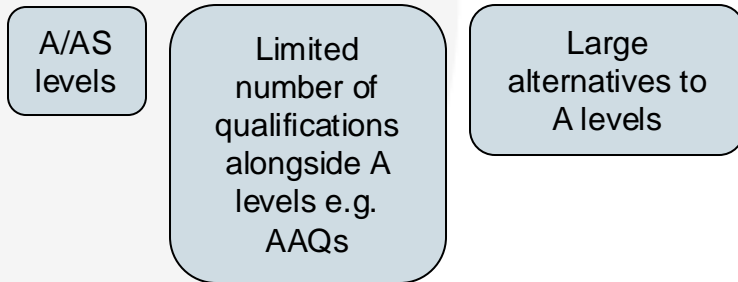 A/AS
levels
Limited
number of
qualifications
alongside A
levels e.g.
AAQs
Large
alternatives to
A levels